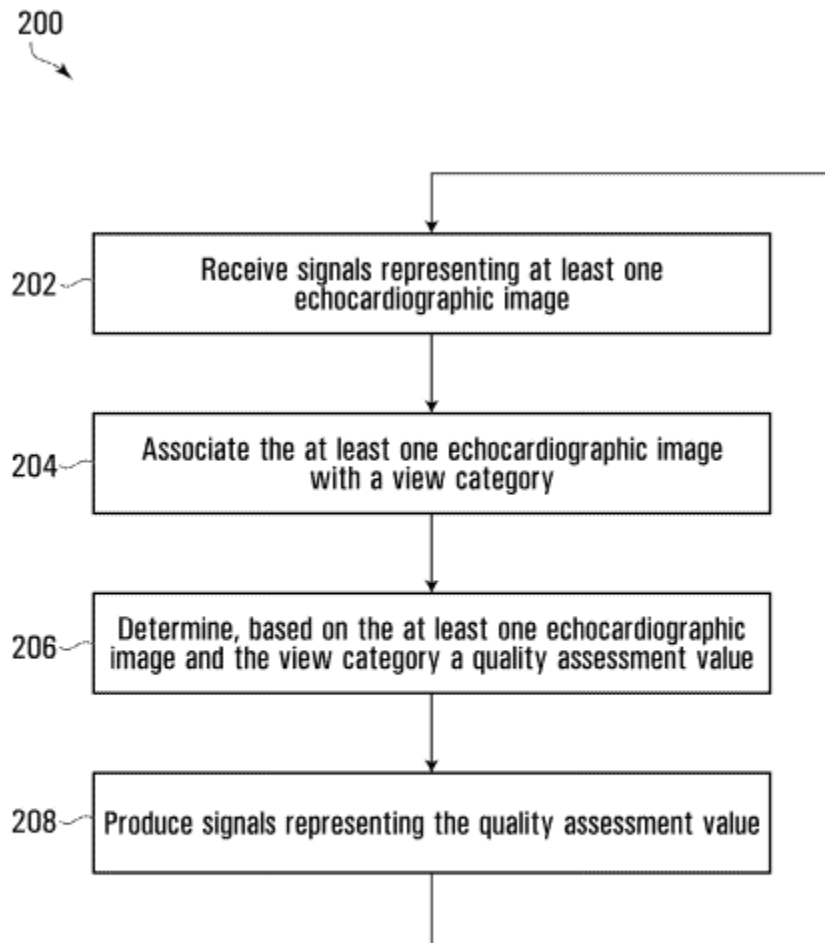 200
202
Receive signals representing at least one
echocardiographic image
204
Associate the at least one echocardiographic image
with a view category
206
Determine, based on the at least one echocardiographic
image and the view category a quality assessment value
208
Produce signals representing the quality assessment value